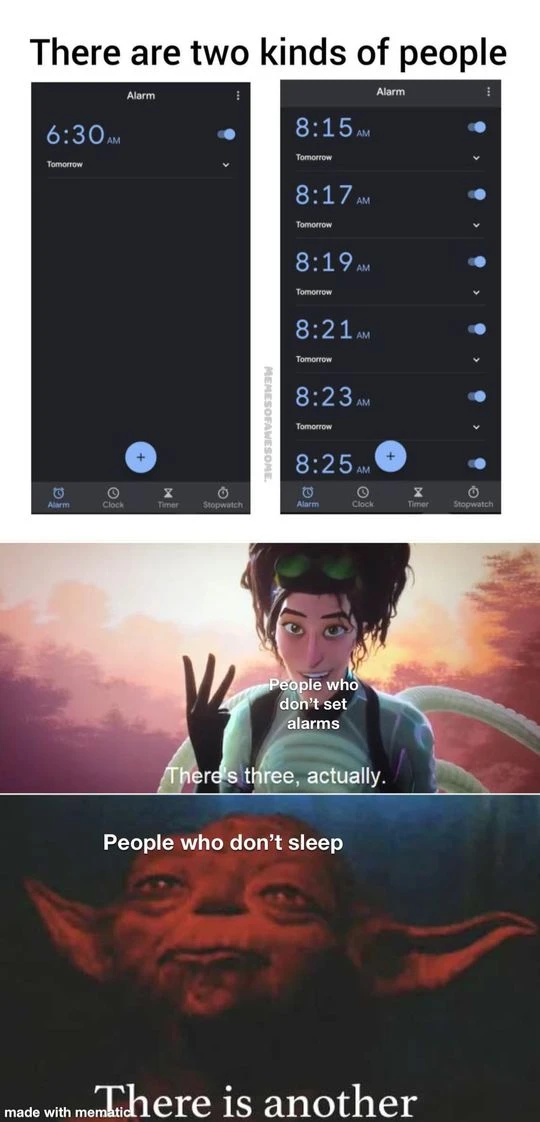 There are two kinds of people
Alarm
6:30 AM
Tomorrow
+
Alarm Clock Timer Stopwatch
MEMESOFAWESOME.
Alarm
8:15 AM
Tomorrow
8:17 AM
Tomorrow
8:19 AM
Tomorrow
8:21 AM
Tomorrow
8:23 AM
Tomorrow
8:25 AM
+
Alarm Clock Timer Stopwatch
People who
don't set
alarms
There's three, actually.
People who don't sleep
There is another
made with mematic